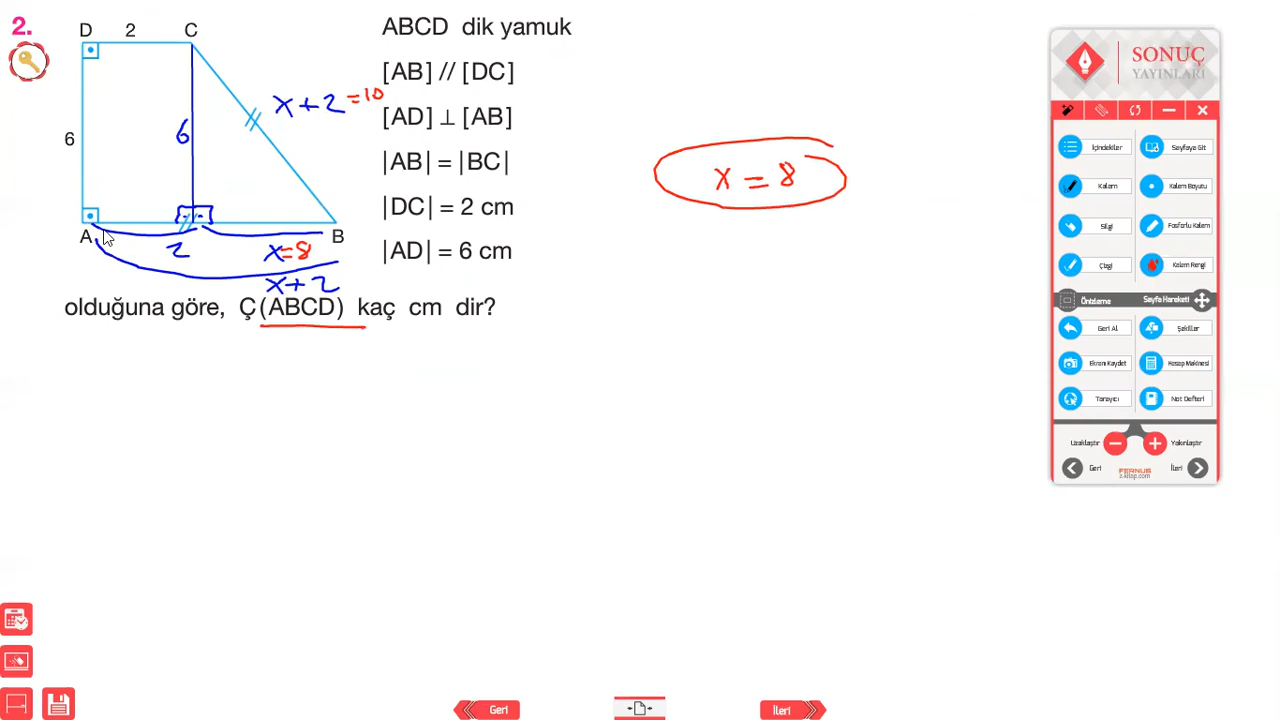 2.
D 2 C
6
6
x+2 =10
A B
2 x=8
x+2
ABCD dik yamuk
[AB] // [DC]
[AD] ⊥ [AB]
|AB| = |BC|
|DC| = 2 cm
|AD| = 6 cm
olduğuna göre, Ç(ABCD) kaç cm dir?
x = 8
SONUÇ
YAYINLARI
İçindekiler Sayfaya Git
Kalem Kalem Boyutu
Silgi Fosforlu Kalem
Çizgi Kalem Rengi
Önizleme Sayfa Hareketi
Geri Al Şekiller
Ekranı Kaydet Hesap Makinesi
Tarayıcı Not Defteri
Uzaklaştır Yakınlaştır
Geri FERNUS İleri
z-kitap.com
Geri İleri